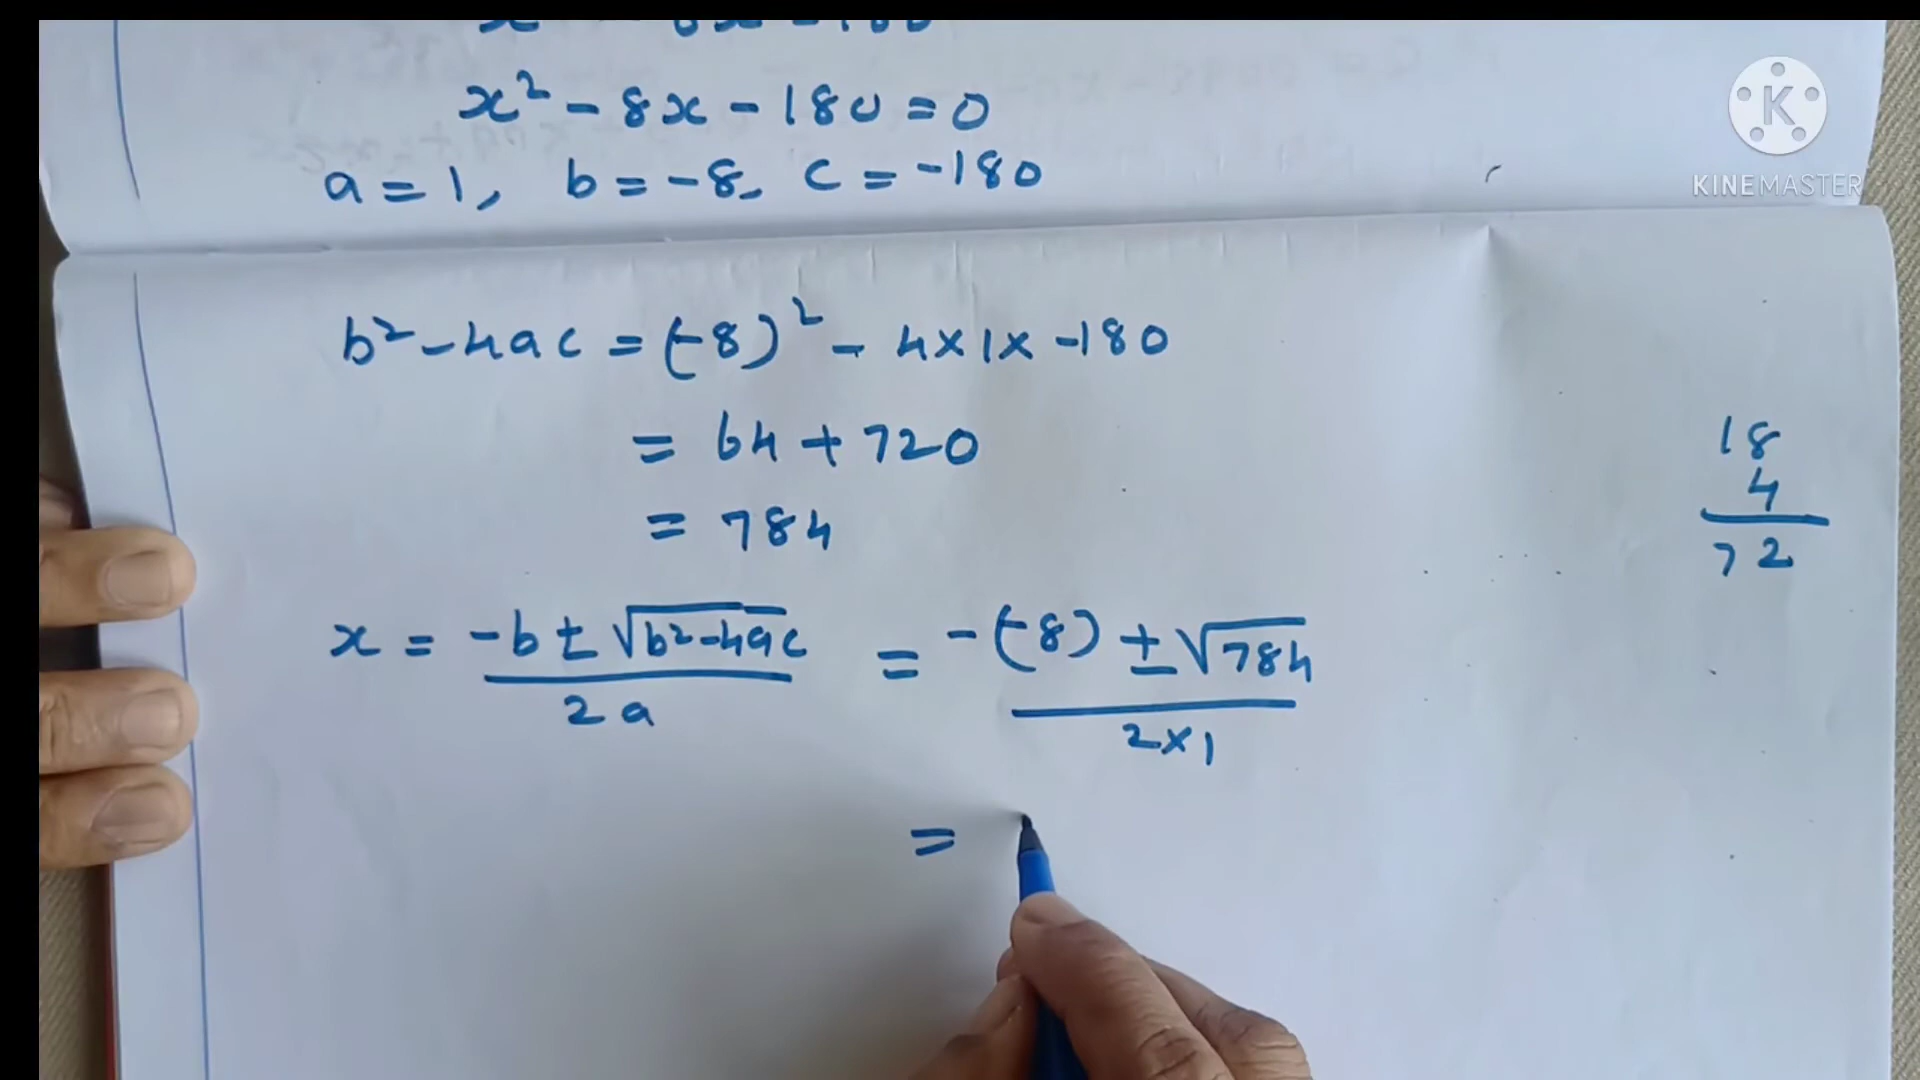 x² - 8x - 180 = 0
a = 1, b = -8, c = -180
b² - 4ac = (-8)² - 4 × 1 × -180
= 64 + 720
= 784
18
4
72
x = -b ± √b² - 4ac / 2a = -(-8) ± √784 / 2 × 1
=
K
KINEMASTER